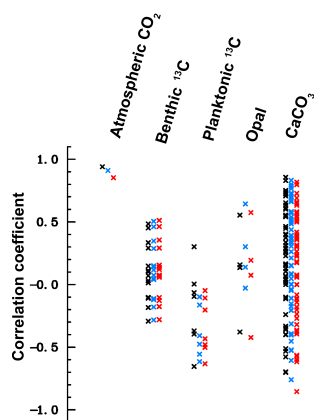 Atmospheric CO2
Benthic 13C
Planktonic 13C
Opal
CaCO3
Correlation coefficient
1.0
0.5
−0.0
−0.5
−1.0